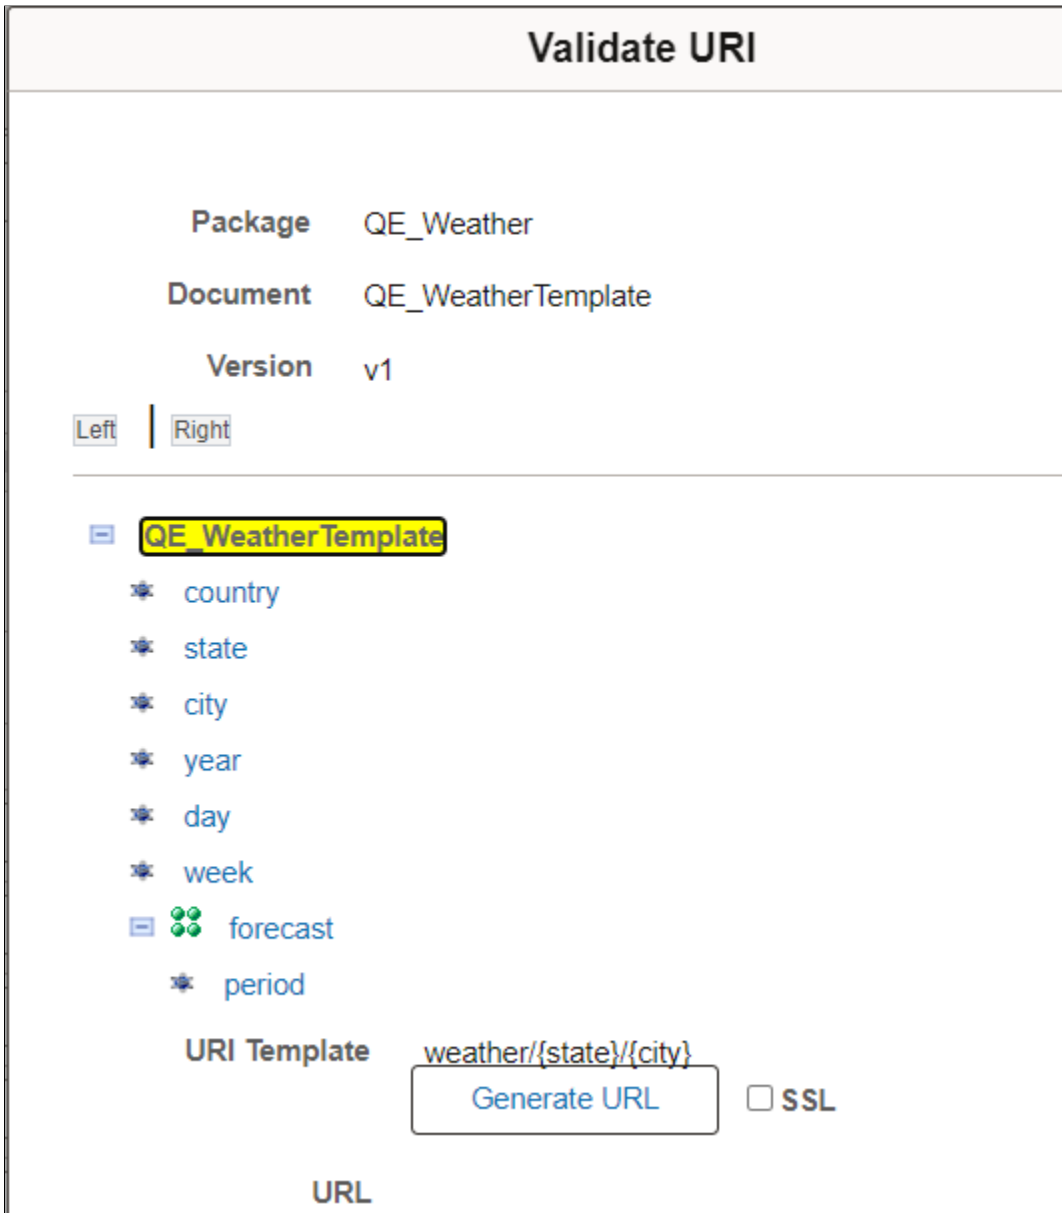 Validate URI
Package QE_Weather
Document QE_WeatherTemplate
Version v1
Left | Right
QE_WeatherTemplate
country
state
city
year
day
week
forecast
period
URI Template weather/{state}/{city}
Generate URL SSL
URL